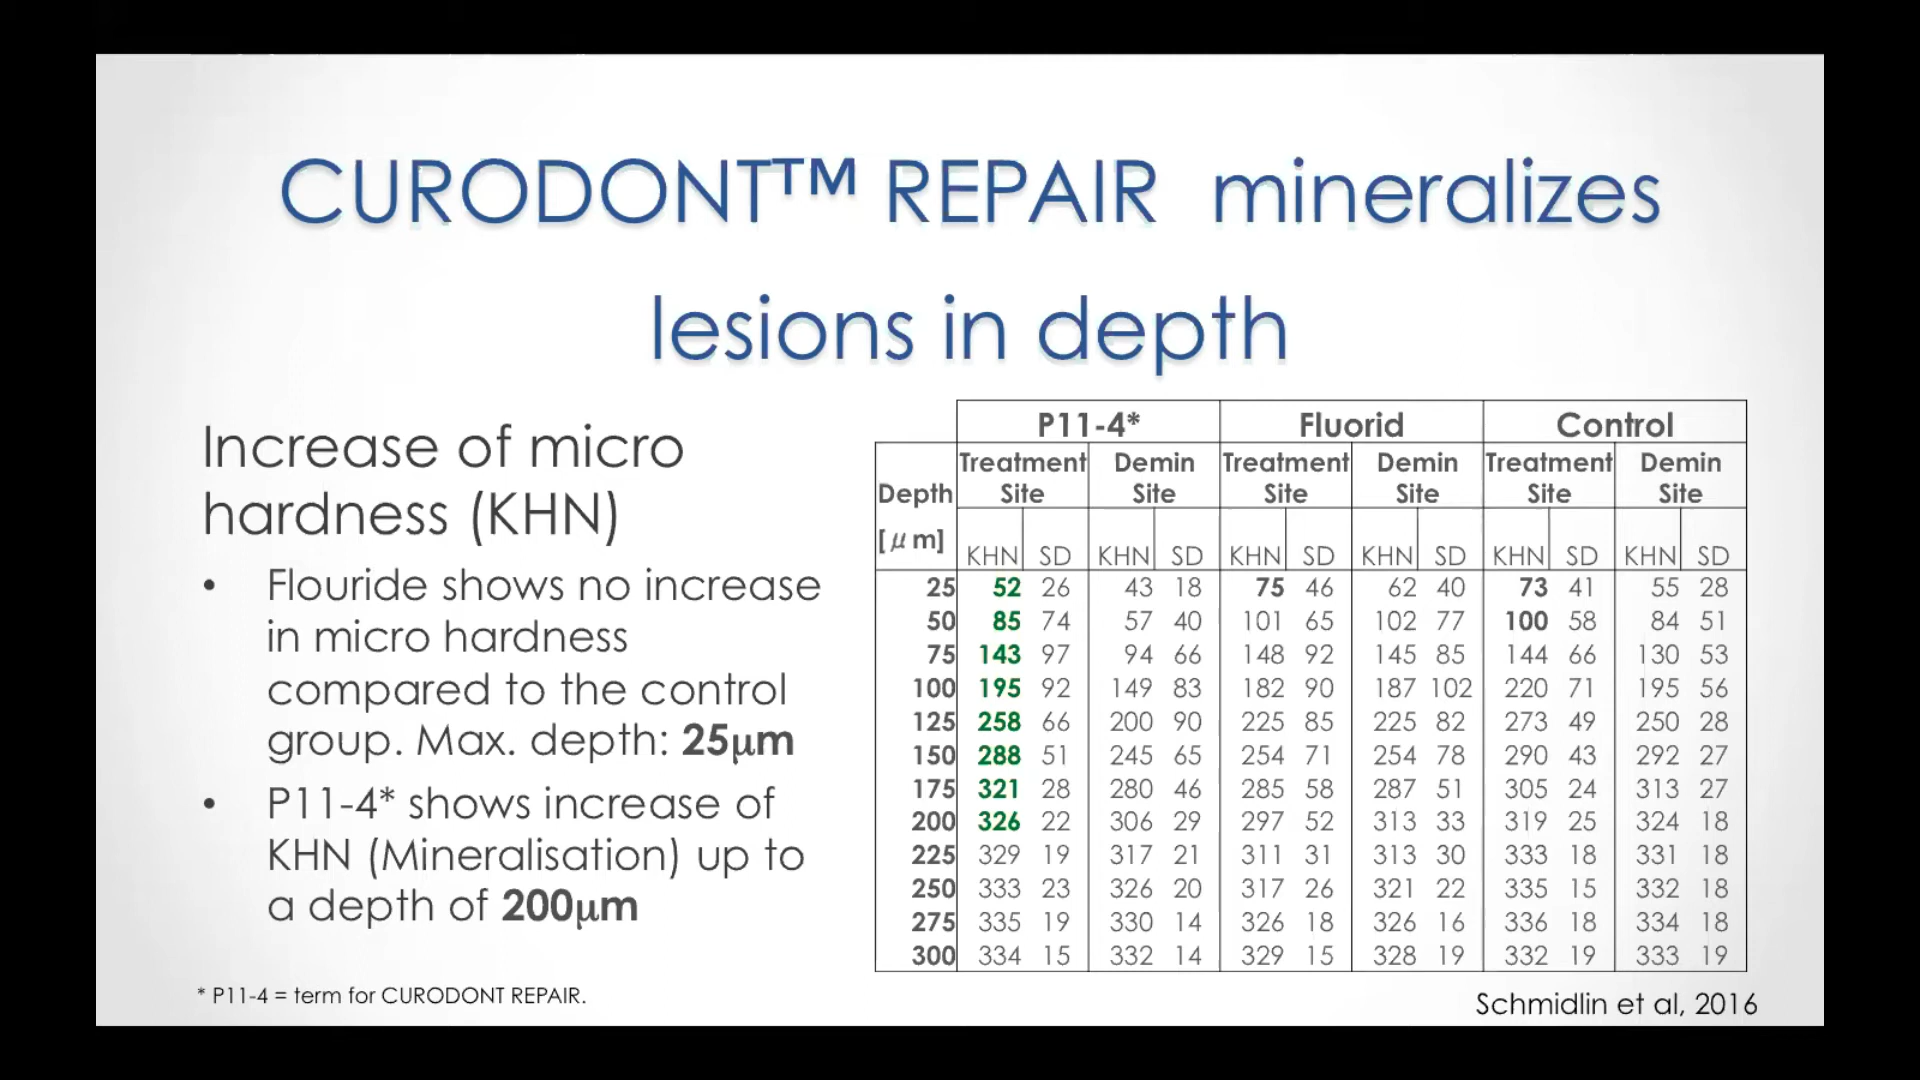 CURODONT™ REPAIR mineralizes
lesions in depth
Increase of micro
hardness (KHN)
• Flouride shows no increase
in micro hardness
compared to the control
group. Max. depth: 25µm
• P11-4* shows increase of
KHN (Mineralisation) up to
a depth of 200µm
* P11-4 = term for CURODONT REPAIR.
P11-4* Fluorid Control
Treatment Demin Treatment Demin Treatment Demin
Depth Site Site Site Site Site Site
[μm] KHN SD KHN SD KHN SD KHN SD KHN SD KHN SD
25 52 26 43 18 75 46 62 40 73 41 55 28
50 85 74 57 40 101 65 102 77 100 58 84 51
75 143 97 94 66 148 92 145 85 144 66 130 53
100 195 92 149 83 182 90 187 102 220 71 195 56
125 258 66 200 90 225 85 225 82 273 49 250 28
150 288 51 245 65 254 71 254 78 290 43 292 27
175 321 28 280 46 285 58 287 51 305 24 313 27
200 326 22 306 29 297 52 313 33 319 25 324 18
225 329 19 317 21 311 31 313 30 333 18 331 18
250 333 23 326 20 317 26 321 22 335 15 332 18
275 335 19 330 14 326 18 326 16 336 18 334 18
300 334 15 332 14 329 15 328 19 332 19 333 19
Schmidlin et al, 2016